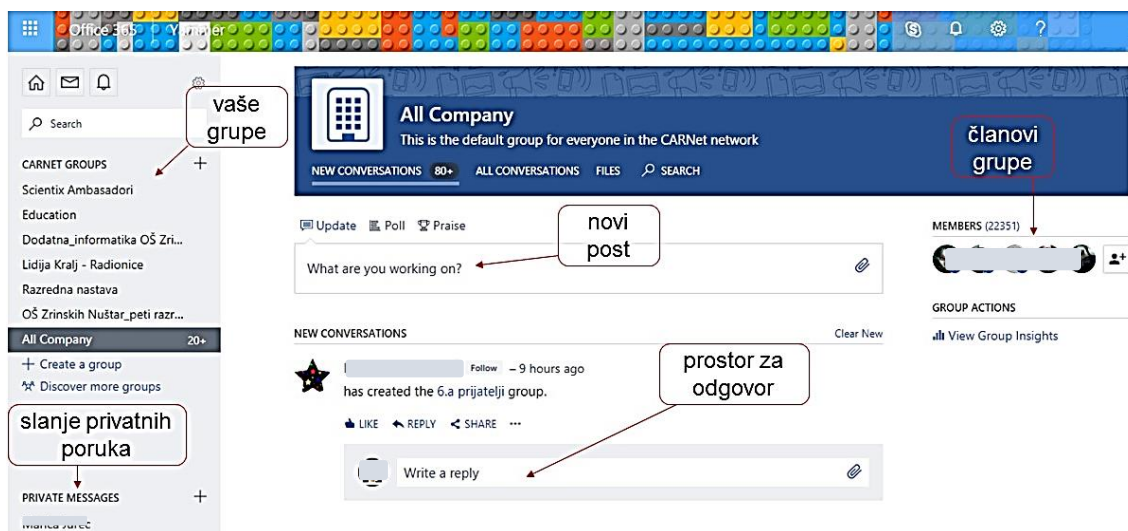 Office 365 Yammer
?
Search
vaše
grupe
CARNET GROUPS
Scientix Ambasadori
Education
Dodatna_informatika OŠ Zri...
Lidija Kralj - Radionice
Razredna nastava
OŠ Zrinskih Nuštar_peti razr...
All Company 20+
+ Create a group
Discover more groups
slanje privatnih
poruka
PRIVATE MESSAGES
All Company
This is the default group for everyone in the CARNet network
NEW CONVERSATIONS 80+ ALL CONVERSATIONS FILES SEARCH
Update Poll Praise
novi
post
What are you working on?
NEW CONVERSATIONS Clear New
Follow – 9 hours ago
has created the 6.a prijatelji group.
LIKE REPLY SHARE ...
prostor za
odgovor
Write a reply
članovi
grupe
MEMBERS (22351)
GROUP ACTIONS
View Group Insights